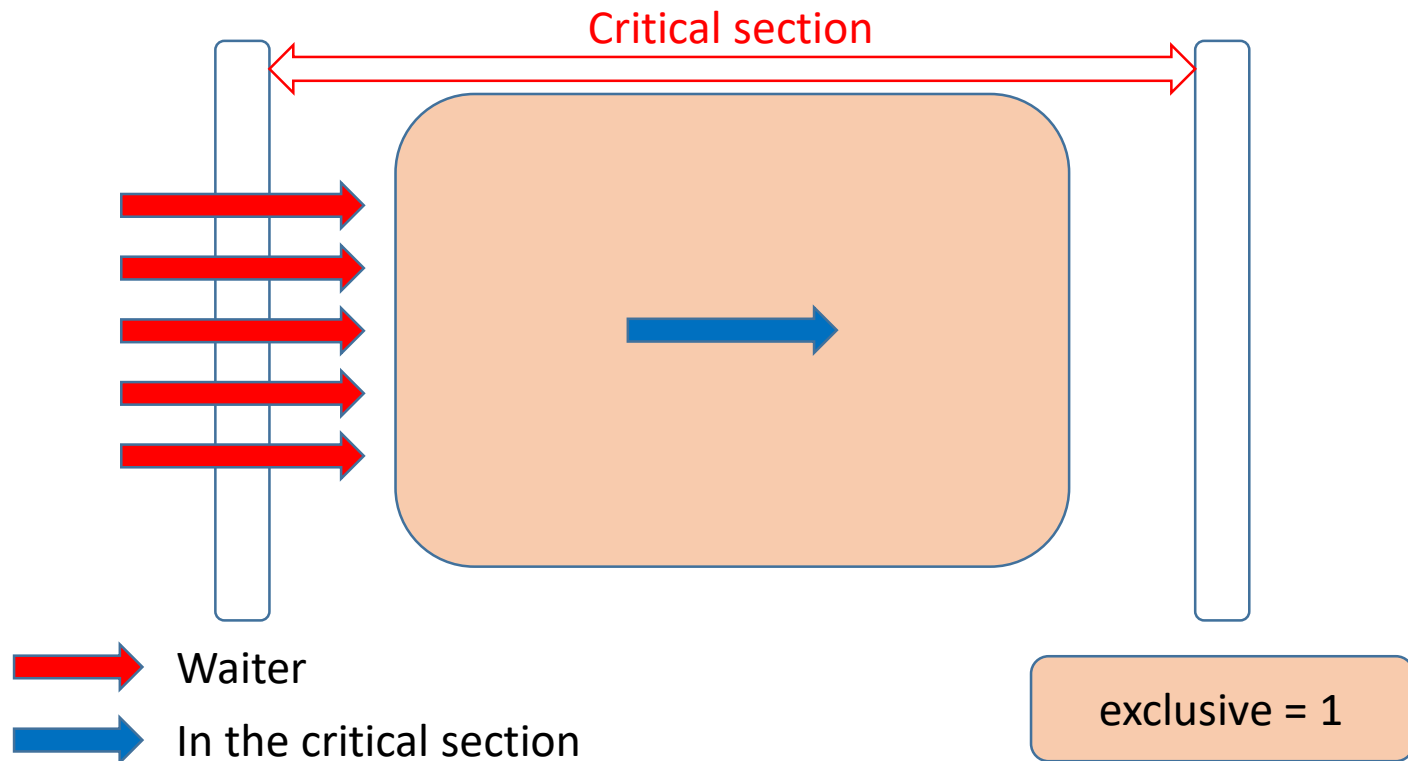 Critical section
Waiter
In the critical section
exclusive = 1